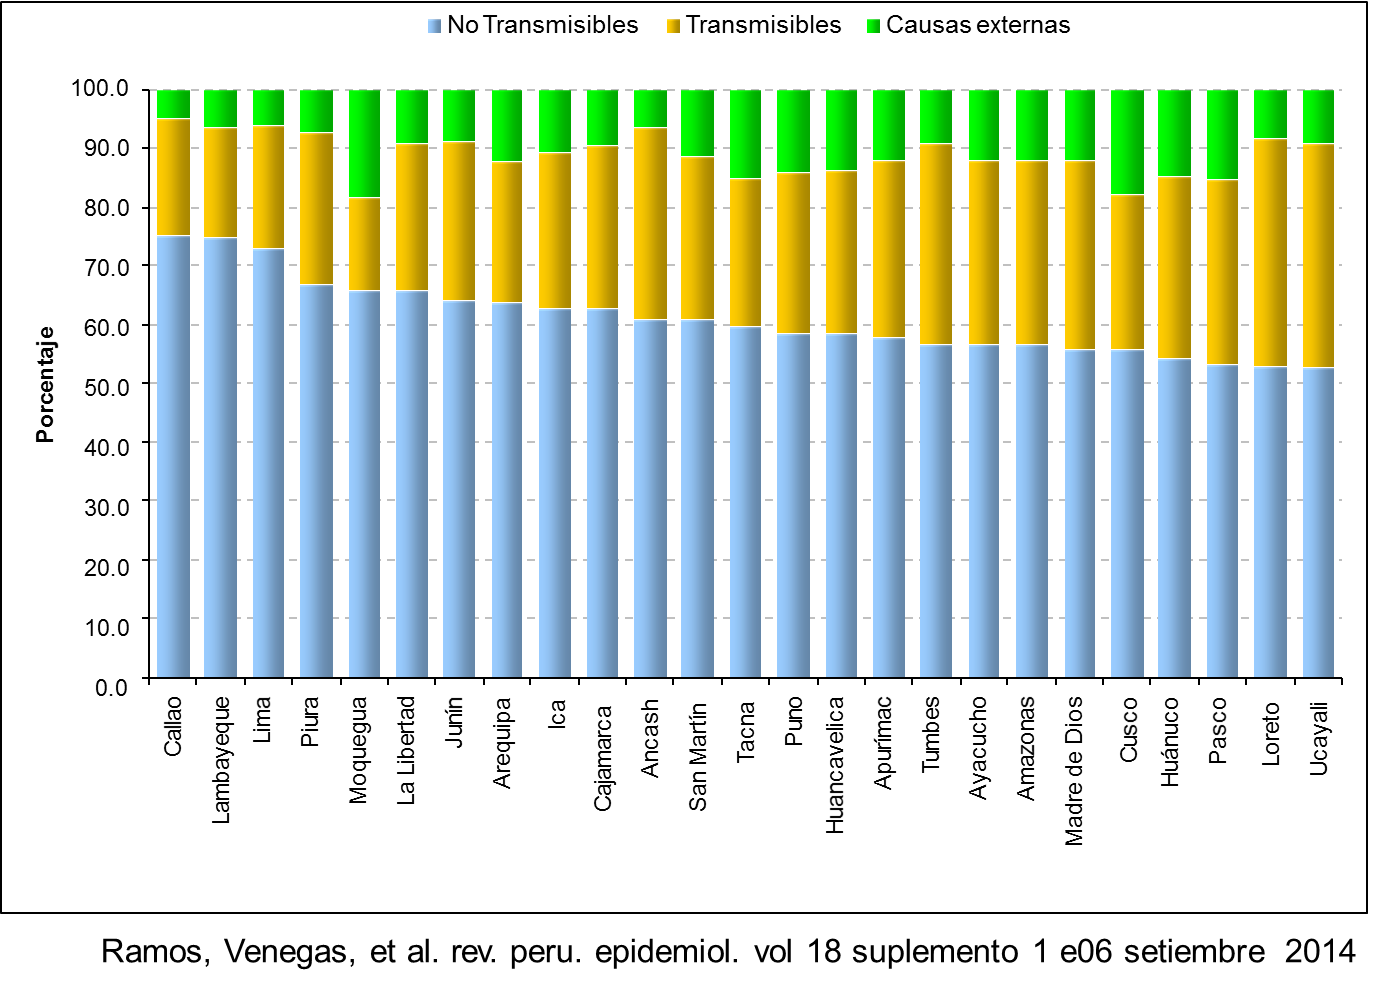 No Transmisibles Transmisibles Causas externas
Porcentaje
100.0
90.0
80.0
70.0
60.0
50.0
40.0
30.0
20.0
10.0
0.0
Callao
Lambayeque
Lima
Piura
Moquegua
La Libertad
Junín
Arequipa
Ica
Cajamarca
Ancash
San Martín
Tacna
Puno
Huancavelica
Apurímac
Tumbes
Ayacucho
Amazonas
Madre de Dios
Cusco
Huánuco
Pasco
Loreto
Ucayali
Ramos, Venegas, et al. rev. peru. epidemiol. vol 18 suplemento 1 e06 setiembre 2014